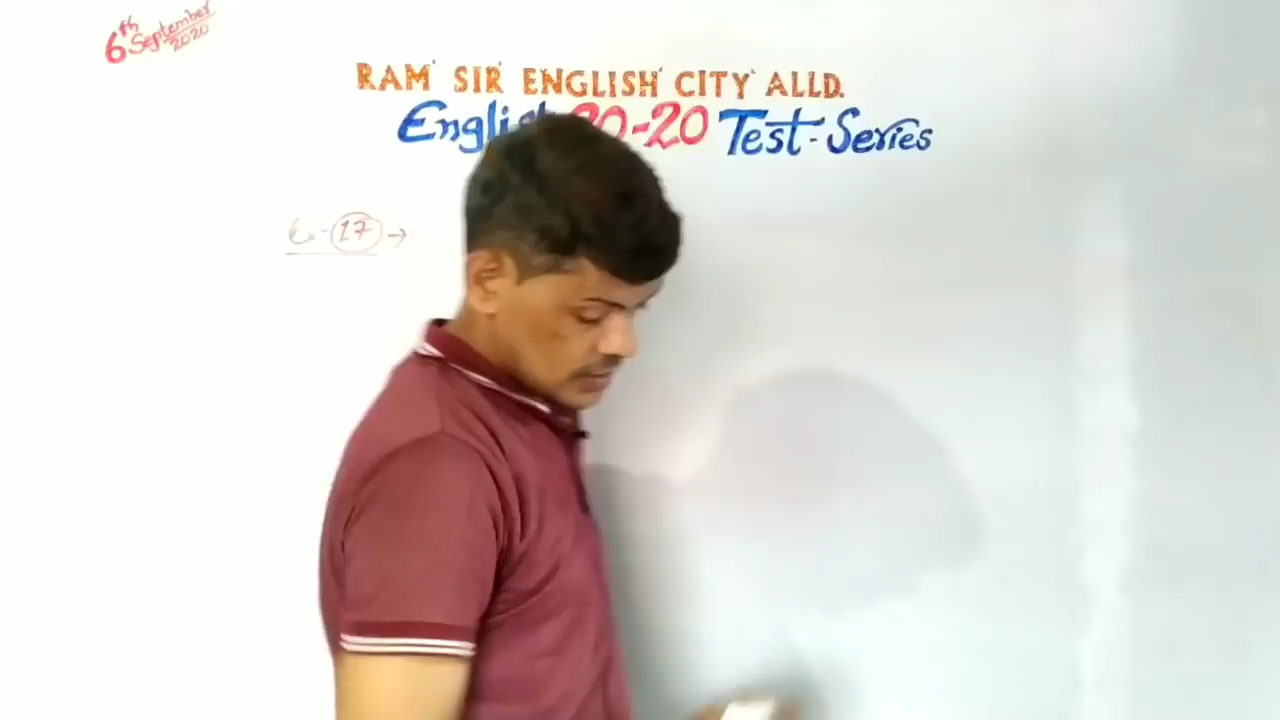 6th September
2020
RAM SIR ENGLISH CITY ALLD.
20-20 Test-Series
17 →